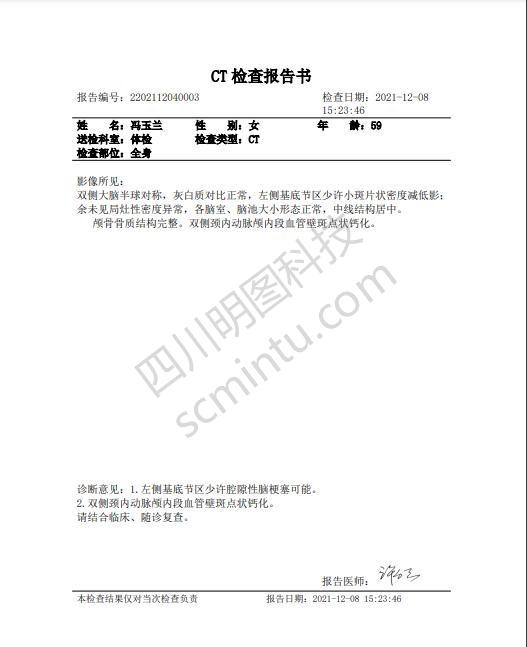 CT 检查报告书
报告编号: 2202112040003
检查日期: 2021-12-08
15:23:46
姓 名: 冯玉兰 性 别: 女 年 龄: 59
送检科室: 体检 检查类型: CT
检查部位: 全身
影像所见:
双侧大脑半球对称，灰白质对比正常，左侧基底节区少许小斑片状密度减低影；
余未见局灶性密度异常，各脑室、脑池大小形态正常，中线结构居中。
颅骨骨质结构完整。双侧颈内动脉颅内段血管壁斑点状钙化。
四川明图科技
scmintu.com
诊断意见: 1.左侧基底节区少许腔隙性脑梗塞可能。
2.双侧颈内动脉颅内段血管壁斑点状钙化。
请结合临床、随诊复查。
报告医师:
本检查结果仅对当次检查负责 报告日期: 2021-12-08 15:23:46